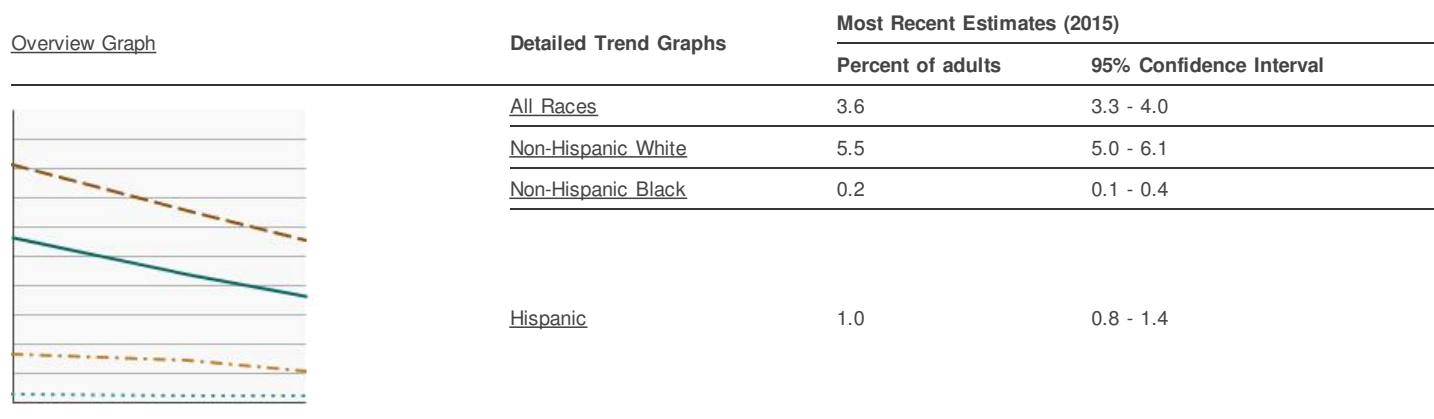 Overview Graph Detailed Trend Graphs Most Recent Estimates (2015)
Percent of adults 95% Confidence Interval
All Races 3.6 3.3 - 4.0
Non-Hispanic White 5.5 5.0 - 6.1
Non-Hispanic Black 0.2 0.1 - 0.4
Hispanic 1.0 0.8 - 1.4